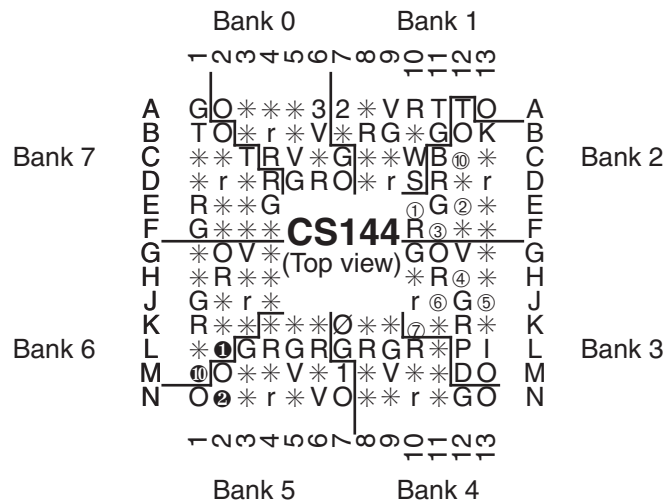 Bank 0 Bank 1
1 2 3 4 5 6 7 8 9 10 11 12 13
A G O ✳ ✳ ✳ 3 2 ✳ V R T T O A
B T O ✳ r ✳ V ✳ R G ✳ G O K B
Bank 7 C ✳ ✳ T R V ✳ G ✳ ✳ W B ⑩ ✳ C Bank 2
D ✳ r ✳ R G R O ✳ r S R ✳ r D
E R ✳ ✳ G ① G ② ✳ E
F G ✳ ✳ ✳ CS144 R ③ ✳ ✳ F
G ✳ O V ✳ (Top view) G O V ✳ G
H ✳ R ✳ ✳ ✳ R ④ ✳ H
J G ✳ r ✳ r ⑥ G ⑤ J
K R ✳ ✳ ✳ ✳ ✳ Ø ✳ ✳ ⑦ ✳ R ✳ K
Bank 6 L ✳ ❶ G R G R G R G R ✳ P I L Bank 3
M ❿ O ✳ ✳ V ✳ 1 ✳ V ✳ ✳ D O M
N O ❷ ✳ r ✳ V O ✳ ✳ r ✳ G O N
1 2 3 4 5 6 7 8 9 10 11 12 13
Bank 5 Bank 4